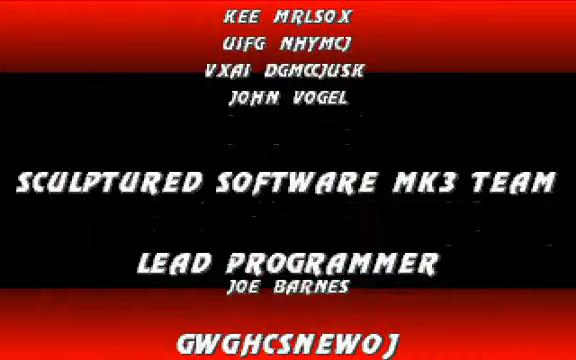 KEE MRLSOX
UIFG NHYMCJ
VXAI DGMCCJUSK
JOHN VOGEL
SCULPTURED SOFTWARE MK3 TEAM
LEAD PROGRAMMER
JOE BARNES
GWGHCSNEWOJ